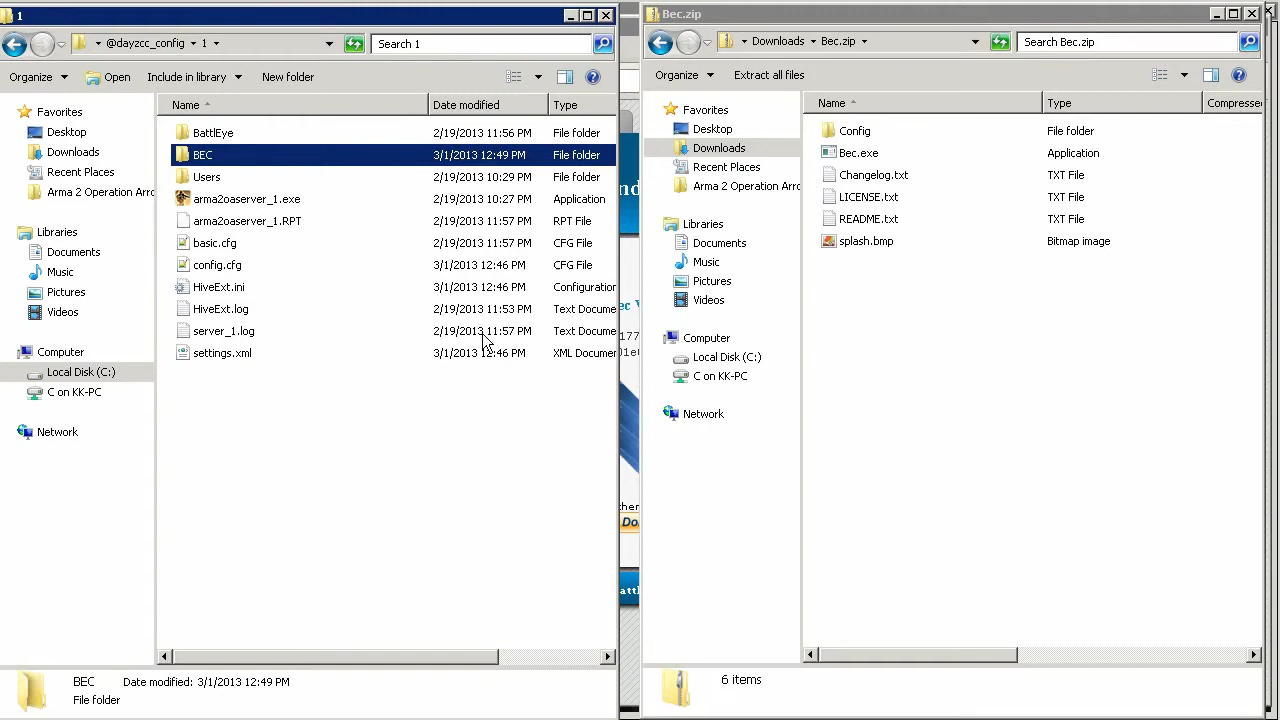 1
@dayzcc_config
1
Search 1
Organize
Open
Include in library
New folder
Favorites
Desktop
Downloads
Recent Places
Arma 2 Operation Arro
Libraries
Documents
Music
Pictures
Videos
Computer
Local Disk (C:)
C on KK-PC
Network
Name
Date modified
Type
BattlEye 2/19/2013 11:56 PM File folder
BEC 3/1/2013 12:49 PM File folder
Users 2/19/2013 10:29 PM File folder
arma2oaserver_1.exe 2/19/2013 10:27 PM Application
arma2oaserver_1.RPT 2/19/2013 11:57 PM RPT File
basic.cfg 2/19/2013 11:57 PM CFG File
config.cfg 3/1/2013 12:46 PM CFG File
HiveExt.ini 3/1/2013 12:46 PM Configuration
HiveExt.log 2/19/2013 11:53 PM Text Docume
server_1.log 2/19/2013 11:57 PM Text Docume
settings.xml 3/1/2013 12:46 PM XML Documen
BEC Date modified: 3/1/2013 12:49 PM
File folder
Bec.zip
Downloads
Bec.zip
Search Bec.zip
Organize
Extract all files
Favorites
Desktop
Downloads
Recent Places
Arma 2 Operation Arro
Libraries
Documents
Music
Pictures
Videos
Computer
Local Disk (C:)
C on KK-PC
Network
Name
Type
Compresse
Config File folder
Bec.exe Application
Changelog.txt TXT File
LICENSE.txt TXT File
README.txt TXT File
splash.bmp Bitmap image
6 items